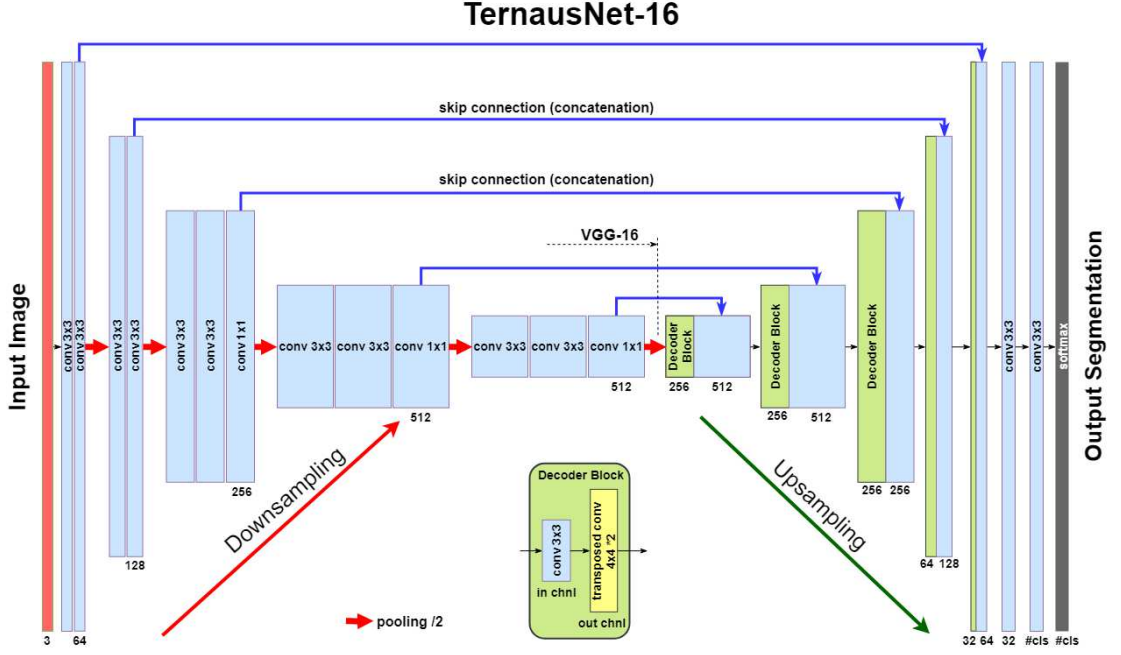 TernausNet-16
skip connection (concatenation)
skip connection (concatenation)
VGG-16
Input Image
conv 3x3
conv 3x3
conv 3x3
conv 3x3
conv 3x3
conv 3x3
conv 1x1
conv 3x3
conv 3x3
conv 1x1
conv 3x3
conv 3x3
conv 1x1
Decoder
Block
Decoder Block
Decoder Block
conv 3x3
conv 3x3
softmax
Output Segmentation
512
256
512
512
256
512
256
256
256
128
64
128
Downsampling
Upsampling
Decoder Block
conv 3x3
transposed conv
4x4 *2
in chnl
out chnl
pooling /2
3
64
32
64
32
#cls
#cls